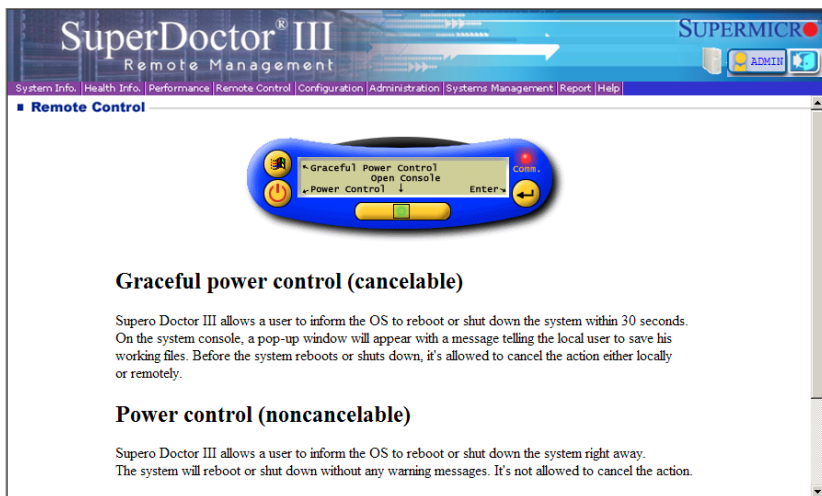 SuperDoctor® III
Remote Management
SUPERMICR
ADMIN
System Info. Health Info. Performance Remote Control Configuration Administration Systems Management Report Help
Remote Control
Graceful Power Control
Open Console
Power Control Enter
Comm.
Graceful power control (cancelable)
Supero Doctor III allows a user to inform the OS to reboot or shut down the system within 30 seconds.
On the system console, a pop-up window will appear with a message telling the local user to save his
working files. Before the system reboots or shuts down, it's allowed to cancel the action either locally
or remotely.
Power control (noncancelable)
Supero Doctor III allows a user to inform the OS to reboot or shut down the system right away.
The system will reboot or shut down without any warning messages. It's not allowed to cancel the action.